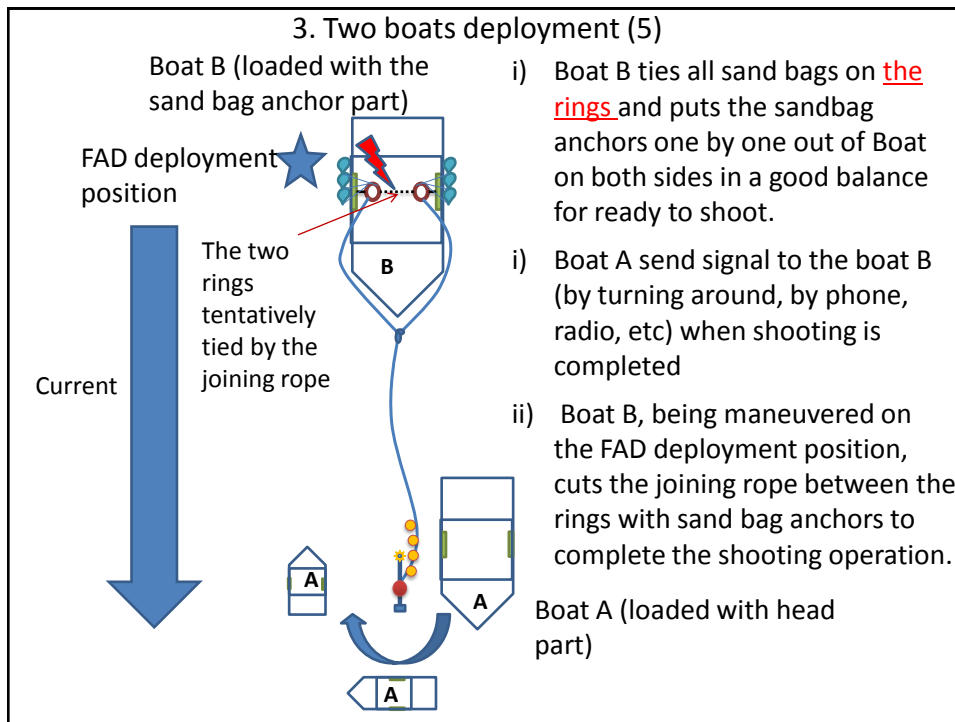 3. Two boats deployment (5)
Boat B (loaded with the
sand bag anchor part)
FAD deployment
position
The two
rings
tentatively
tied by the
joining rope
Current
B
A
A
A
Boat A (loaded with head
part)
i) Boat B ties all sand bags on the
rings and puts the sandbag
anchors one by one out of Boat
on both sides in a good balance
for ready to shoot.
i) Boat A send signal to the boat B
(by turning around, by phone,
radio, etc) when shooting is
completed
ii) Boat B, being maneuvered on
the FAD deployment position,
cuts the joining rope between the
rings with sand bag anchors to
complete the shooting operation.